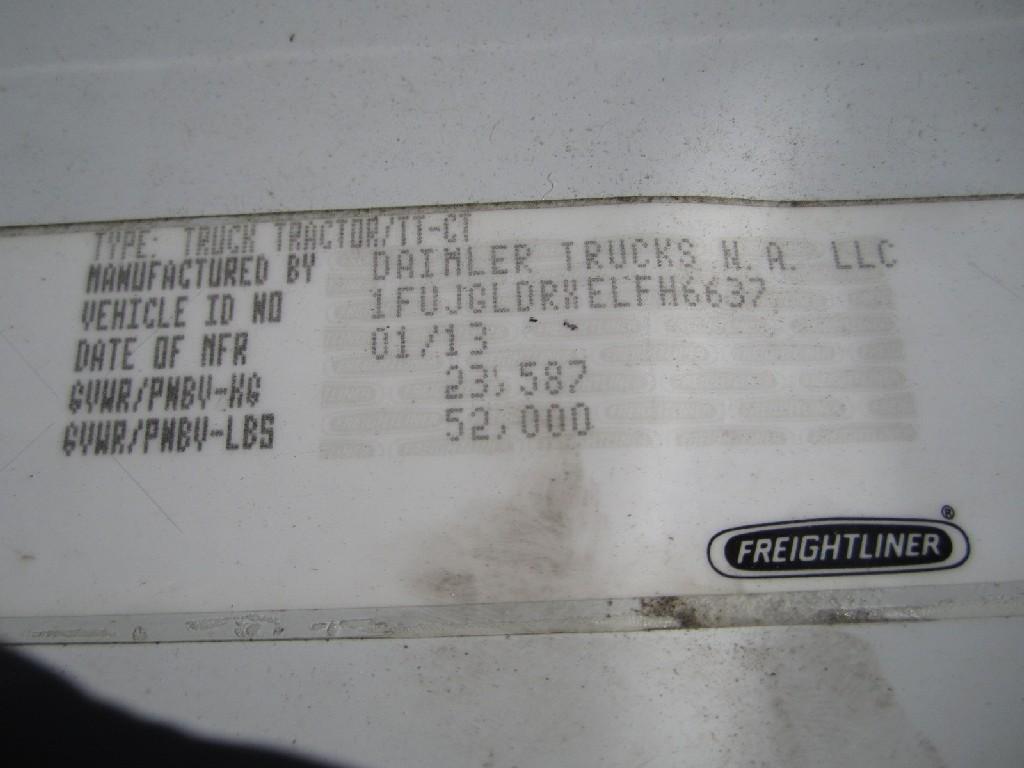 TYPE: TRUCK TRACTOR/TT-CT
MANUFACTURED BY DAIMLER TRUCKS N.A. LLC
VEHICLE ID NO 1FUJGLDRXELFH6637
DATE OF MFR 01/13
GVWR/PNBV-KG 23,587
GVWR/PNBV-LBS 52,000
FREIGHTLINER®